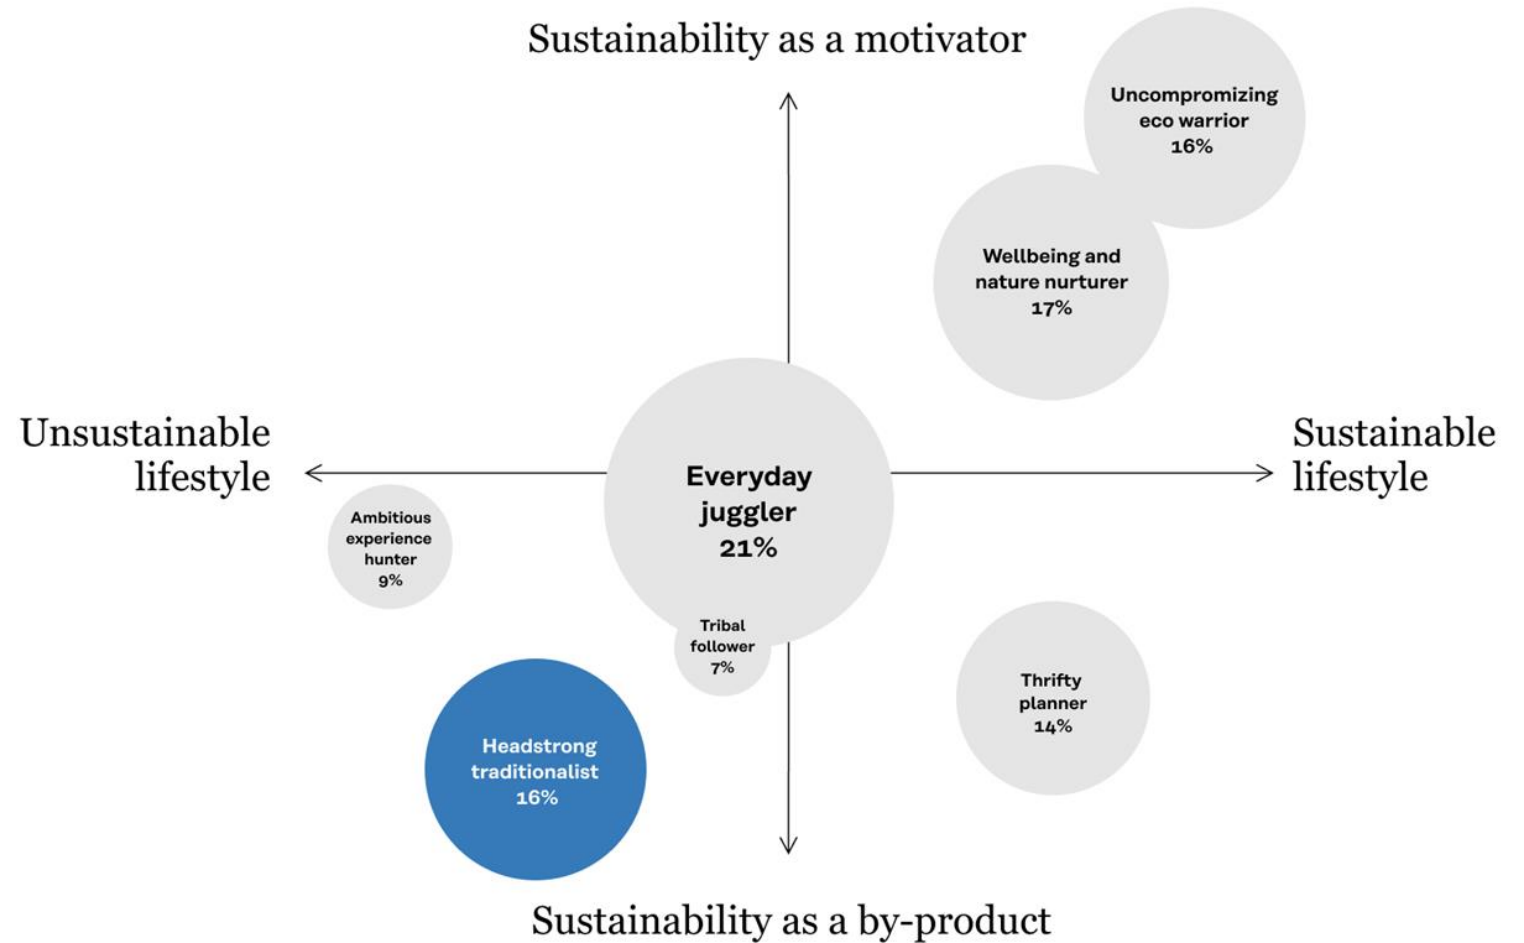 Sustainability as a motivator
Uncompromizing
eco warrior
16%
Wellbeing and
nature nurturer
17%
Unsustainable
lifestyle
Sustainable
lifestyle
Everyday
juggler
21%
Ambitious
experience
hunter
9%
Tribal
follower
7%
Thrifty
planner
14%
Headstrong
traditionalist
16%
Sustainability as a by-product